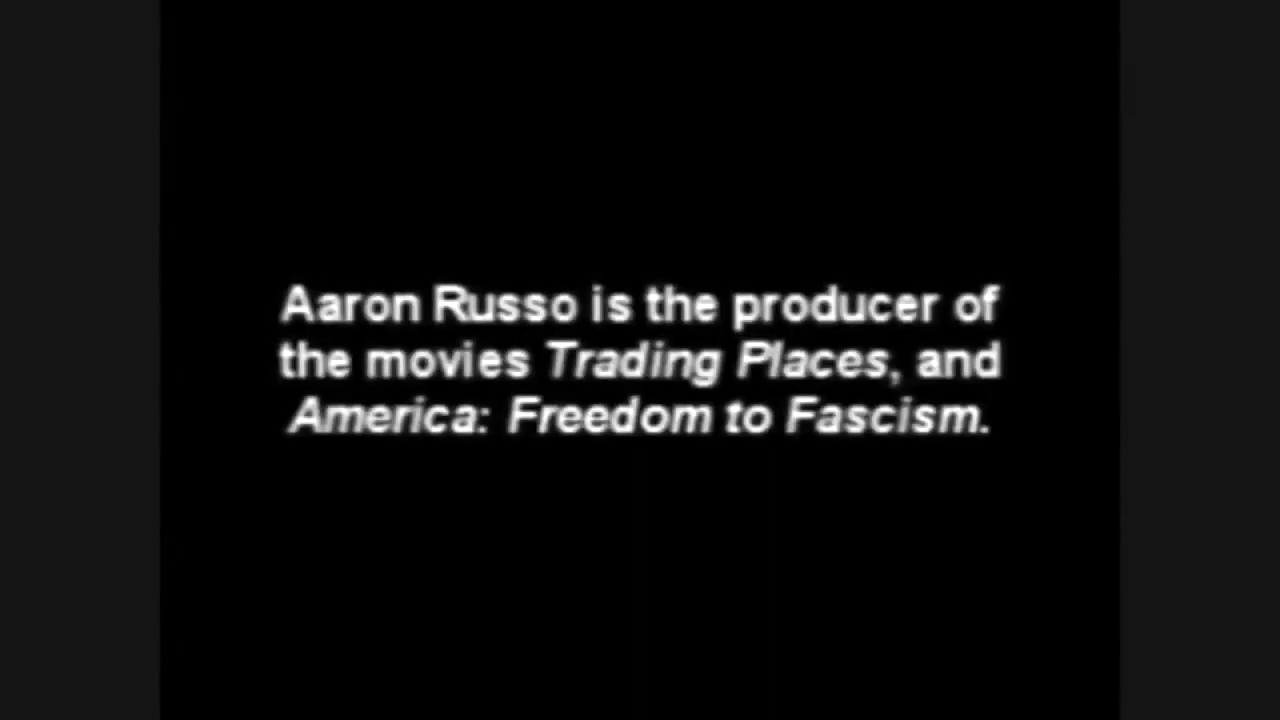 Aaron Russo is the producer of
the movies Trading Places, and
America: Freedom to Fascism.